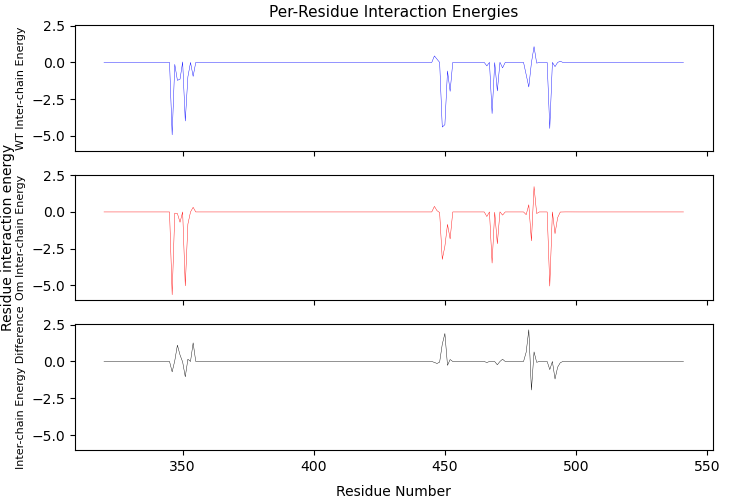 Per-Residue Interaction Energies
Residue interaction energy
WT Inter-chain Energy
2.5
0.0
−2.5
−5.0
Om Inter-chain Energy
2.5
0.0
−2.5
−5.0
Inter-chain Energy Difference
2.5
0.0
−2.5
−5.0
350
400
450
500
550
Residue Number